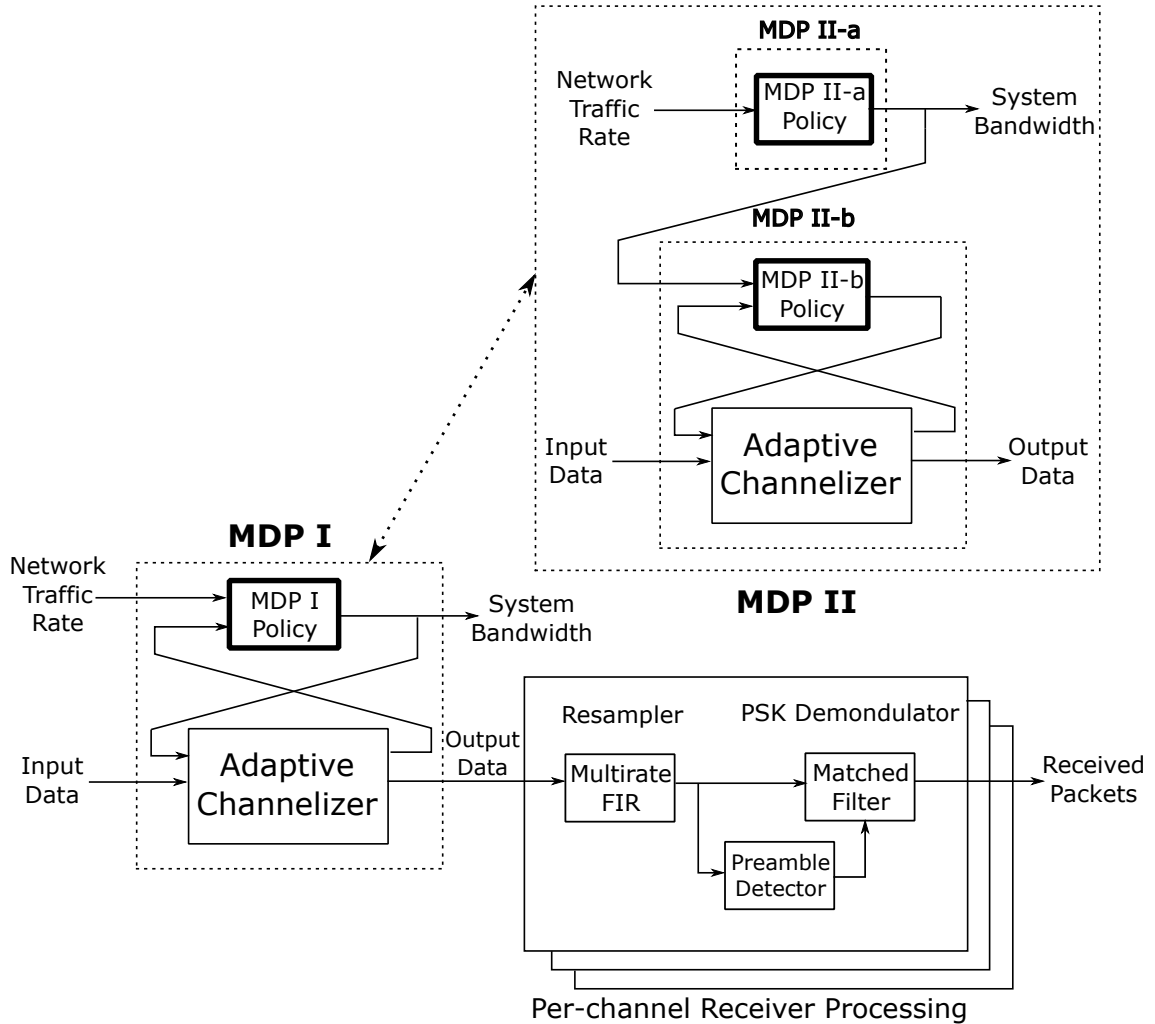 MDP II-a
Network
Traffic
Rate
MDP II-a
Policy
System
Bandwidth
MDP II-b
MDP II-b
Policy
Input
Data
Adaptive
Channelizer
Output
Data
MDP II
MDP I
Network
Traffic
Rate
MDP I
Policy
System
Bandwidth
Input
Data
Adaptive
Channelizer
Output
Data
Resampler
PSK Demondulator
Multirate
FIR
Matched
Filter
Preamble
Detector
Received
Packets
Per-channel Receiver Processing